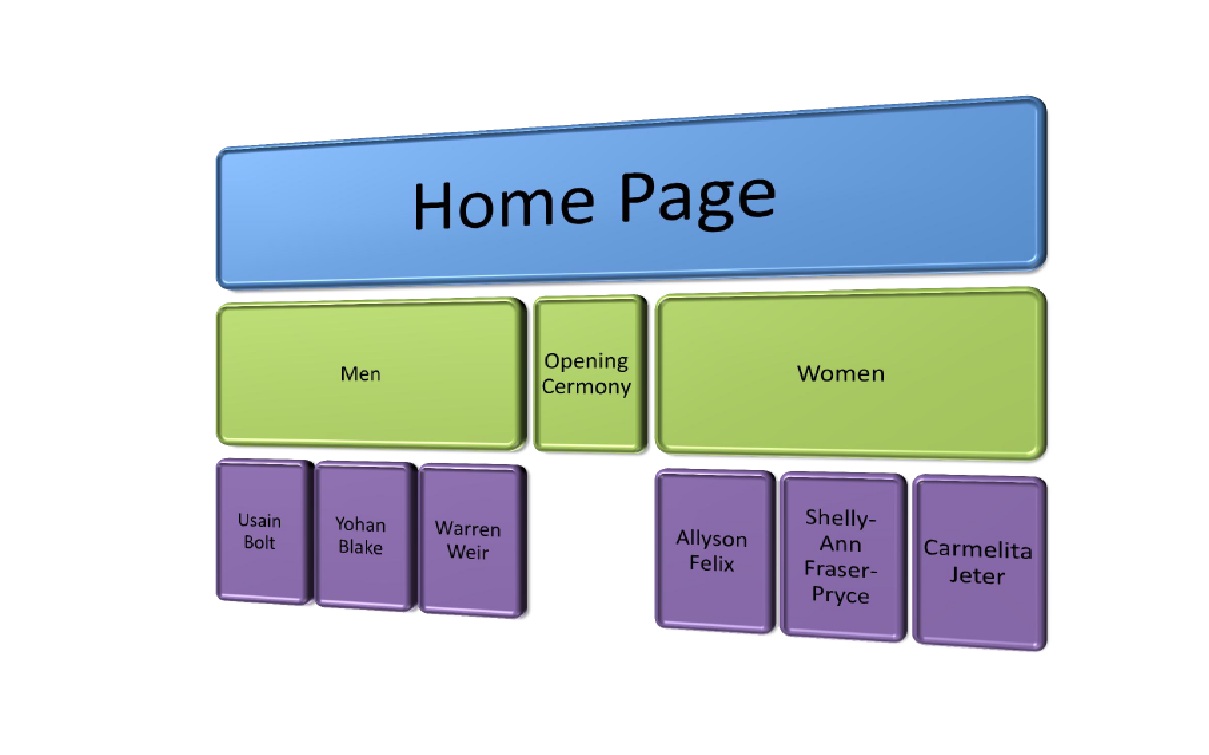 Home Page
Men
Opening
Cermony
Women
Usain
Bolt
Yohan
Blake
Warren
Weir
Allyson
Felix
Shelly-
Ann
Fraser-
Pryce
Carmelita
Jeter